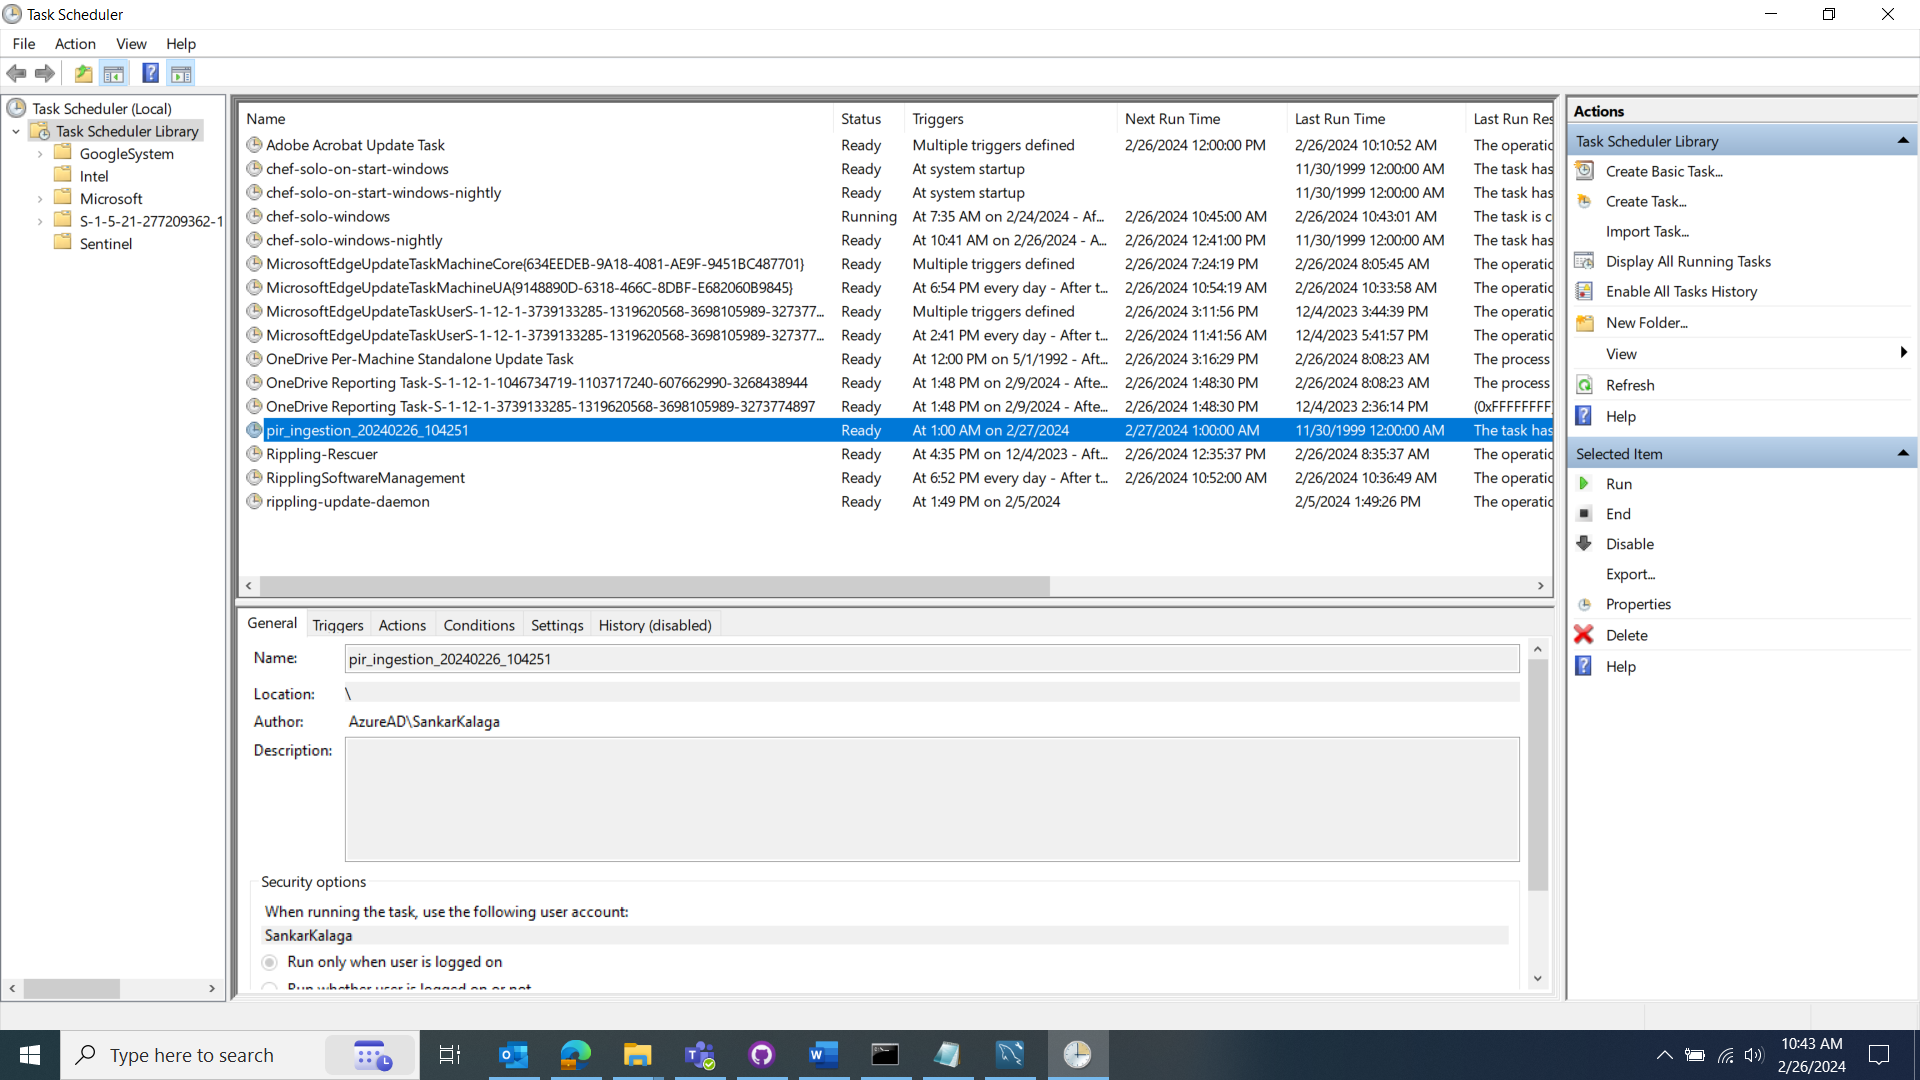 Task Scheduler
File Action View Help
Task Scheduler (Local)
Task Scheduler Library
GoogleSystem
Intel
Microsoft
S-1-5-21-277209362-1
Sentinel
Name Status Triggers Next Run Time Last Run Time Last Run Res
Adobe Acrobat Update Task Ready Multiple triggers defined 2/26/2024 12:00:00 PM 2/26/2024 10:10:52 AM The operatic
chef-solo-on-start-windows Ready At system startup 11/30/1999 12:00:00 AM The task has
chef-solo-on-start-windows-nightly Ready At system startup 11/30/1999 12:00:00 AM The task has
chef-solo-windows Running At 7:35 AM on 2/24/2024 - Af... 2/26/2024 10:45:00 AM 2/26/2024 10:43:01 AM The task is c
chef-solo-windows-nightly Ready At 10:41 AM on 2/26/2024 - A... 2/26/2024 12:41:00 PM 11/30/1999 12:00:00 AM The task has
MicrosoftEdgeUpdateTaskMachineCore{634EEDEB-9A18-4081-AE9F-9451BC487701} Ready Multiple triggers defined 2/26/2024 7:24:19 PM 2/26/2024 8:05:45 AM The operatic
MicrosoftEdgeUpdateTaskMachineUA{9148890D-6318-466C-8DBF-E682060B9845} Ready At 6:54 PM every day - After t... 2/26/2024 10:54:19 AM 2/26/2024 10:33:58 AM The operatic
MicrosoftEdgeUpdateTaskUserS-1-12-1-3739133285-1319620568-3698105989-327377... Ready Multiple triggers defined 2/26/2024 3:11:56 PM 12/4/2023 3:44:39 PM The operatic
MicrosoftEdgeUpdateTaskUserS-1-12-1-3739133285-1319620568-3698105989-327377... Ready At 2:41 PM every day - After t... 2/26/2024 11:41:56 AM 12/4/2023 5:41:57 PM The operatic
OneDrive Per-Machine Standalone Update Task Ready At 12:00 PM on 5/1/1992 - Aft... 2/26/2024 3:16:29 PM 2/26/2024 8:08:23 AM The process
OneDrive Reporting Task-S-1-12-1-1046734719-1103717240-607662990-3268438944 Ready At 1:48 PM on 2/9/2024 - Afte... 2/26/2024 1:48:30 PM 2/26/2024 8:08:23 AM The process
OneDrive Reporting Task-S-1-12-1-3739133285-1319620568-3698105989-3273774897 Ready At 1:48 PM on 2/9/2024 - Afte... 2/26/2024 1:48:30 PM 12/4/2023 2:36:14 PM (0xFFFFFFFF
pir_ingestion_20240226_104251 Ready At 1:00 AM on 2/27/2024 2/27/2024 1:00:00 AM 11/30/1999 12:00:00 AM The task has
Rippling-Rescuer Ready At 4:35 PM on 12/4/2023 - Aft... 2/26/2024 12:35:37 PM 2/26/2024 8:35:37 AM The operatic
RipplingSoftwareManagement Ready At 6:52 PM every day - After t... 2/26/2024 10:52:00 AM 2/26/2024 10:36:49 AM The operatic
rippling-update-daemon Ready At 1:49 PM on 2/5/2024 2/5/2024 1:49:26 PM The operatic
General Triggers Actions Conditions Settings History (disabled)
Name: pir_ingestion_20240226_104251
Location: \
Author: AzureAD\SankarKalaga
Description:
Security options
When running the task, use the following user account:
SankarKalaga
Run only when user is logged on
Run whether user is logged on or not
Actions
Task Scheduler Library
Create Basic Task...
Create Task...
Import Task...
Display All Running Tasks
Enable All Tasks History
New Folder...
View
Refresh
Help
Selected Item
Run
End
Disable
Export...
Properties
Delete
Help
Type here to search
10:43 AM
2/26/2024